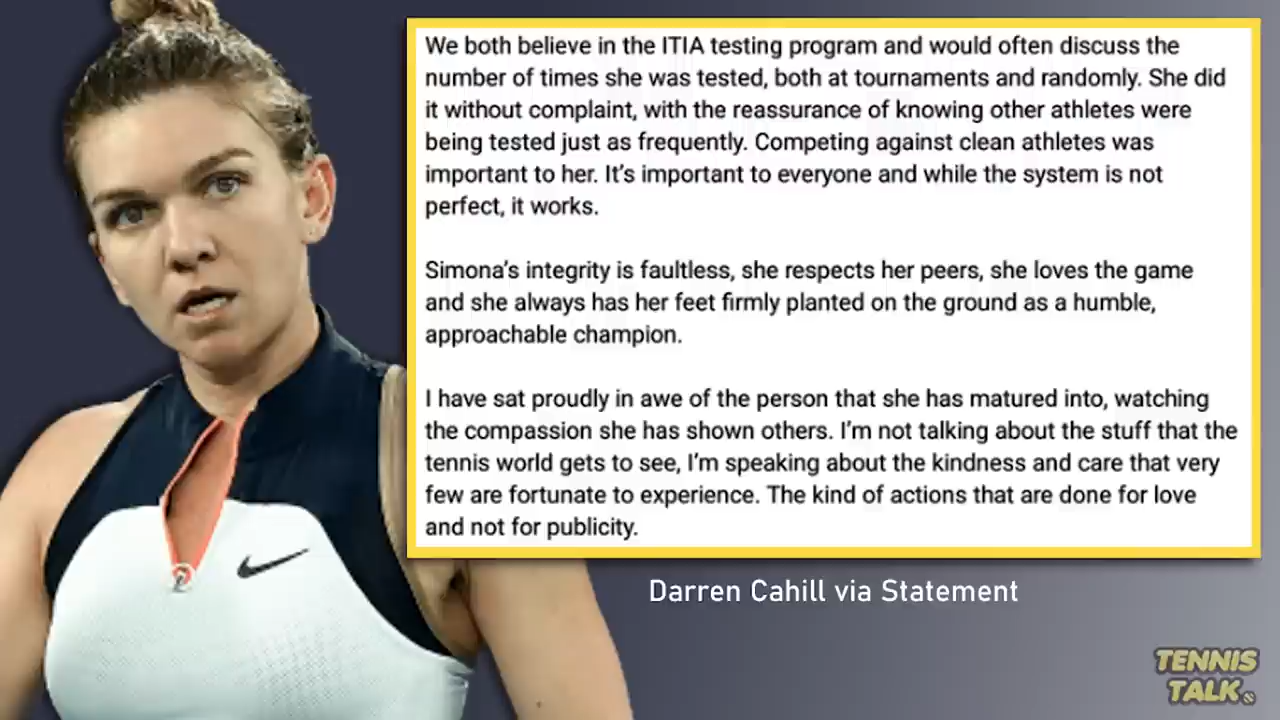 We both believe in the ITIA testing program and would often discuss the
number of times she was tested, both at tournaments and randomly. She did
it without complaint, with the reassurance of knowing other athletes were
being tested just as frequently. Competing against clean athletes was
important to her. It's important to everyone and while the system is not
perfect, it works.
Simona's integrity is faultless, she respects her peers, she loves the game
and she always has her feet firmly planted on the ground as a humble,
approachable champion.
I have sat proudly in awe of the person that she has matured into, watching
the compassion she has shown others. I'm not talking about the stuff that the
tennis world gets to see, I'm speaking about the kindness and care that very
few are fortunate to experience. The kind of actions that are done for love
and not for publicity.
Darren Cahill via Statement
TENNIS
TALK